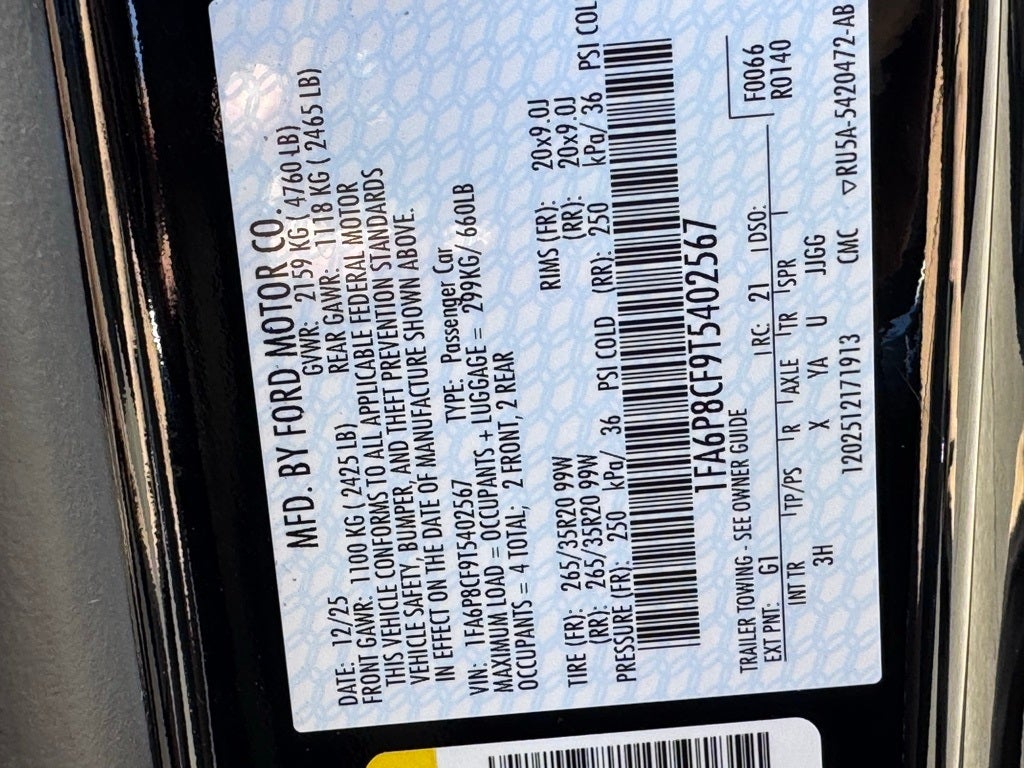 MFD. BY FORD MOTOR CO.
DATE: 12/25 GVWR: 2159 KG ( 4760 LB)
FRONT GAWR: 1100 KG ( 2425 LB) REAR GAWR: 1118 KG ( 2465 LB)
THIS VEHICLE CONFORMS TO ALL APPLICABLE FEDERAL MOTOR
VEHICLE SAFETY, BUMPER, AND THEFT PREVENTION STANDARDS
IN EFFECT ON THE DATE OF MANUFACTURE SHOWN ABOVE.
VIN: 1FA6P8CF9T5402567 TYPE: Passenger Car
MAXIMUM LOAD = OCCUPANTS + LUGGAGE = 299KG/ 660LB
OCCUPANTS = 4 TOTAL; 2 FRONT, 2 REAR
TIRE (FR): 265/35R20 99W RIMS (FR): 20x9.0J
(RR): 265/35R20 99W (RR): 20x9.0J
PRESSURE (FR): 250 kPa/ 36 PSI COLD (RR): 250 kPa/ 36 PSI COL
1FA6P8CF9T5402567
TRAILER TOWING - SEE OWNER GUIDE F0066
EXT PNT: G1 RC: 21 DSO: R0140
INT TR TP/PS R AXLE TR SPR
3H X YA U JJGG
1202512171913 CMC ▽RU5A-5420472-AB